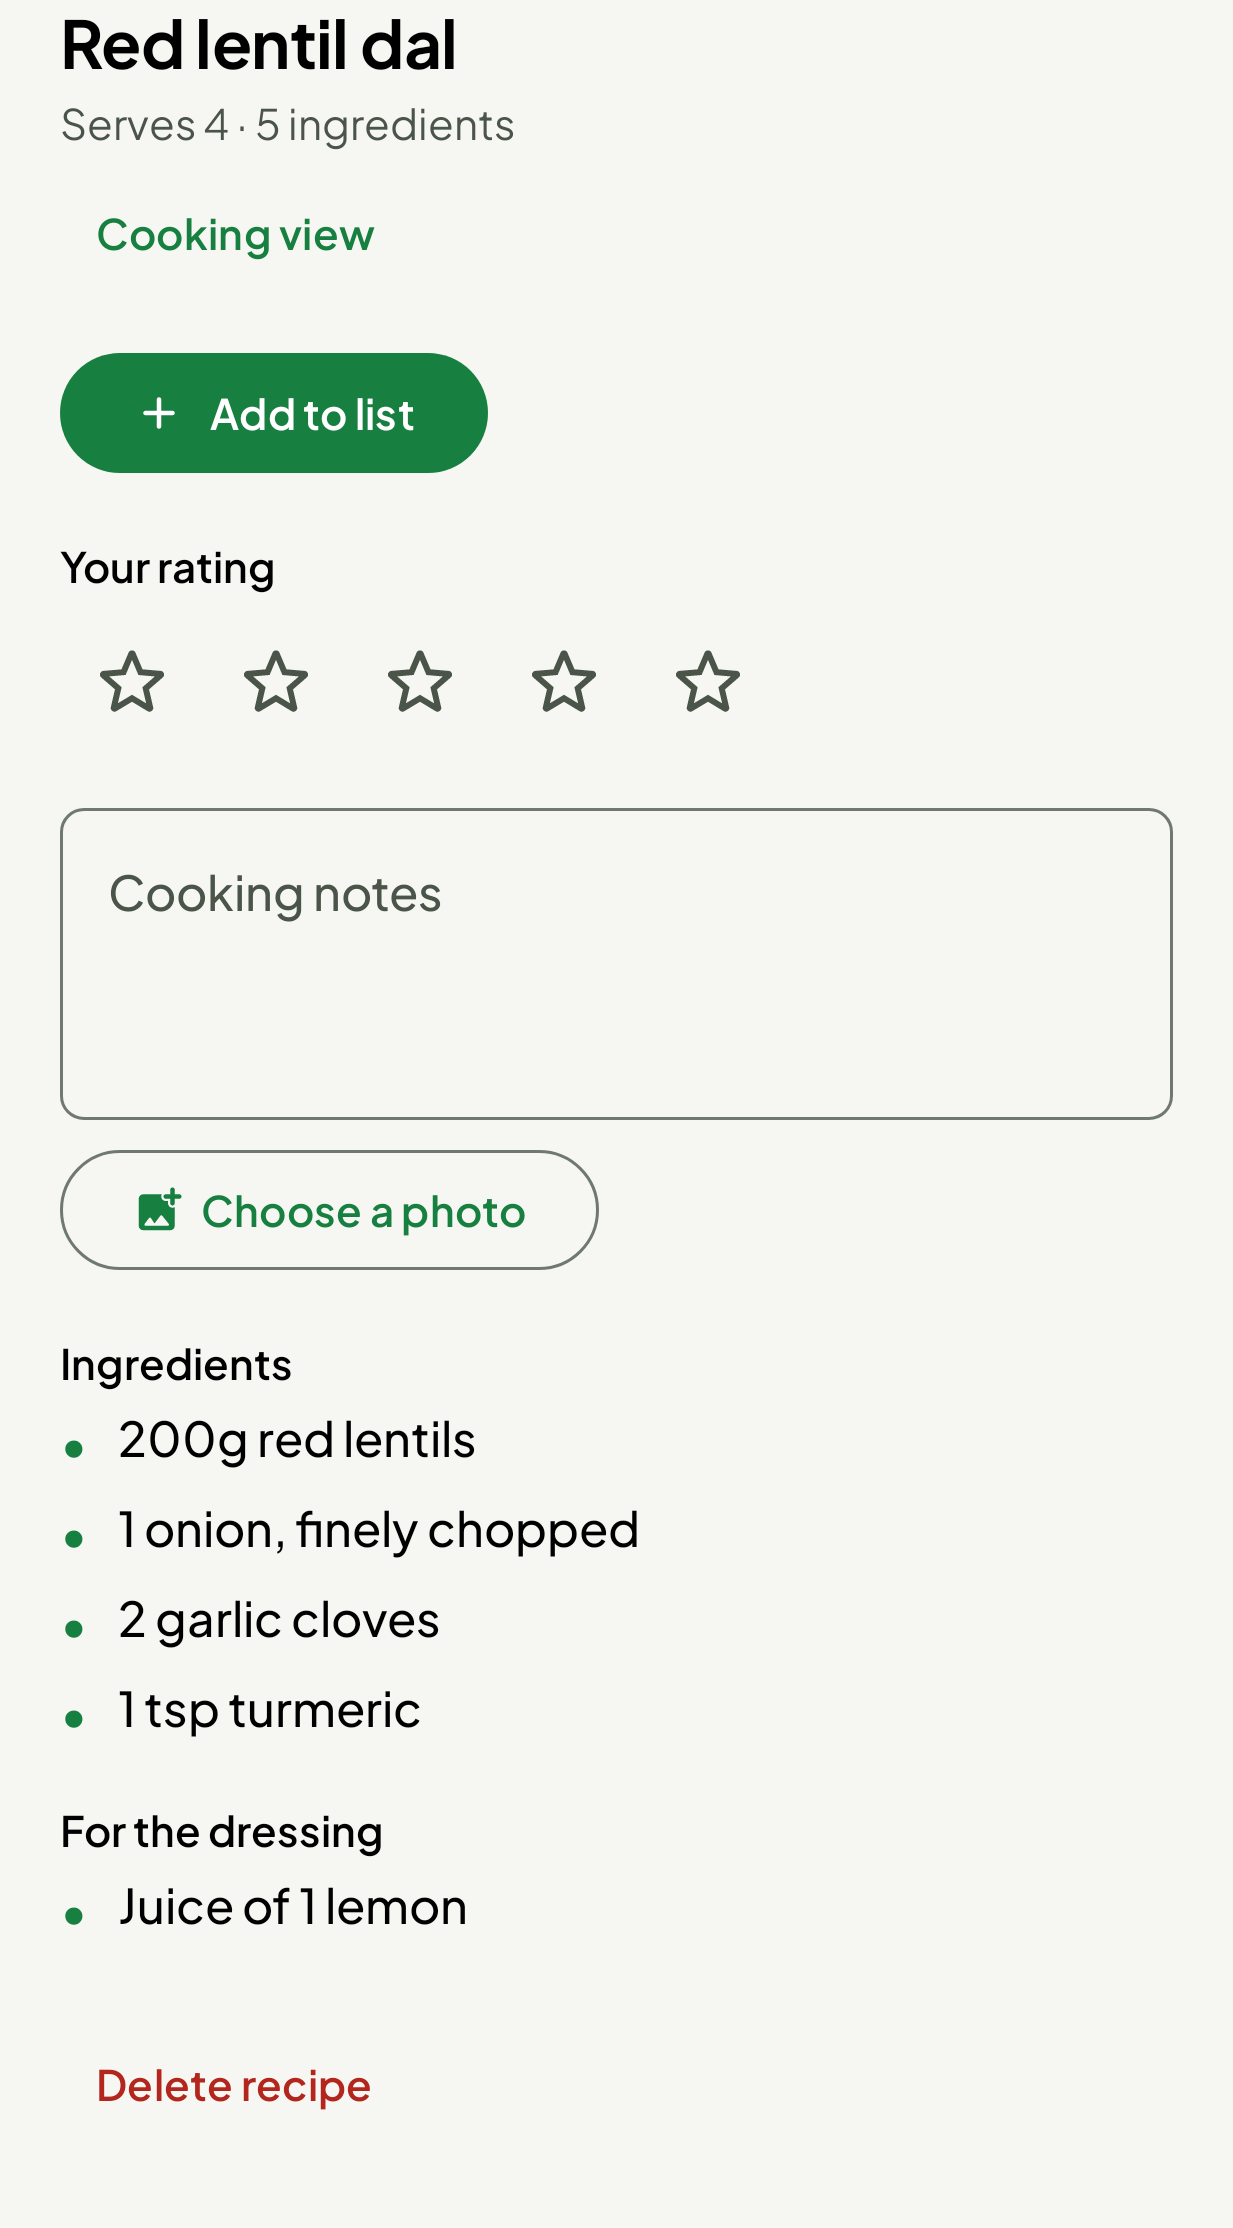 Red lentil dal
Serves 4 · 5 ingredients
Cooking view
Add to list
Your rating
Cooking notes
Choose a photo
Ingredients
200g red lentils
1 onion, finely chopped
2 garlic cloves
1 tsp turmeric
For the dressing
Juice of 1 lemon
Delete recipe